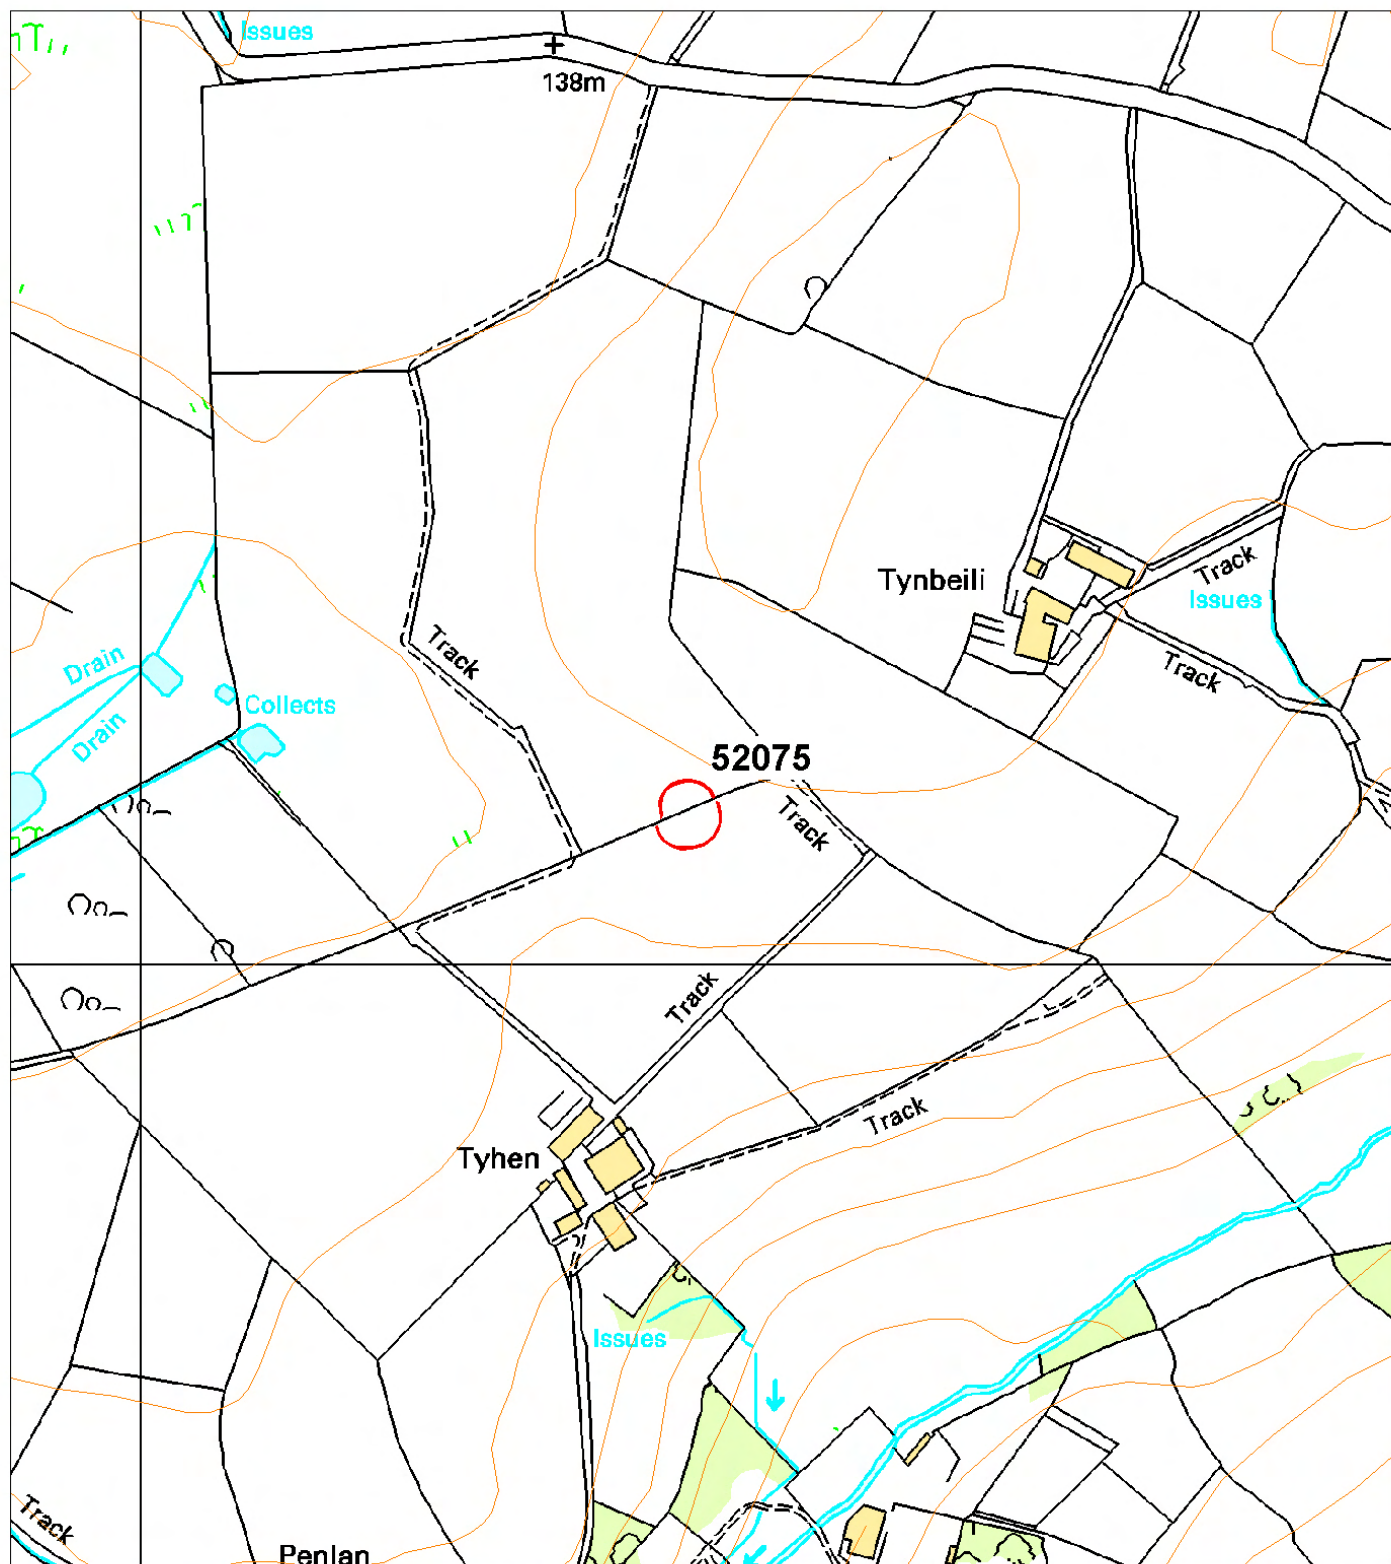 Issues
138m
Tynbeili
Track
Issues
Track
Track
Drain
Collects
Drain
52075
Track
Track
Track
Tyhen
Issues
Track
Penlan